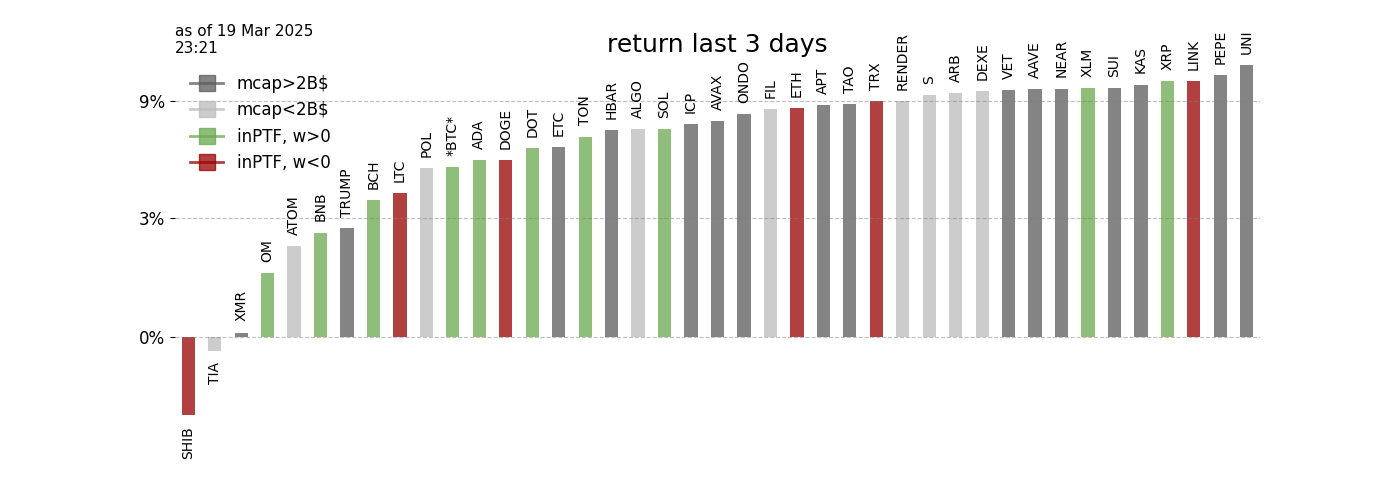 as of 19 Mar 2025
23:21
return last 3 days
mcap>2B$
mcap<2B$
inPTF, w>0
inPTF, w<0
9%
3%
0%
SHIB
TIA
XMR
OM
ATOM
BNB
TRUMP
BCH
LTC
POL
*BTC*
ADA
DOGE
DOT
ETC
TON
HBAR
ALGO
SOL
ICP
AVAX
ONDO
FIL
ETH
APT
TAO
TRX
RENDER
S
ARB
DEXE
VET
AAVE
NEAR
XLM
SUI
KAS
XRP
LINK
PEPE
UNI